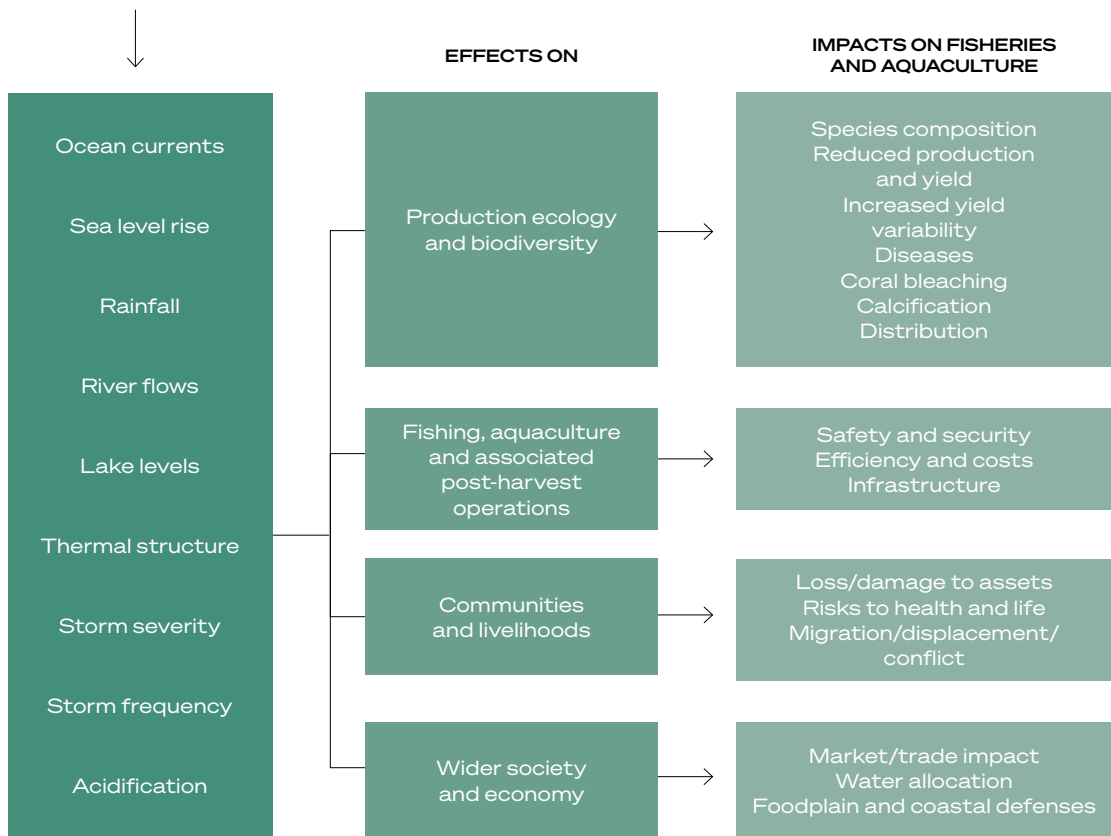 EFFECTS ON
IMPACTS ON FISHERIES
AND AQUACULTURE
Ocean currents
Sea level rise
Rainfall
River flows
Lake levels
Thermal structure
Storm severity
Storm frequency
Acidification
Production ecology
and biodiversity
Species composition
Reduced production
and yield
Increased yield
variability
Diseases
Coral bleaching
Calcification
Distribution
Fishing, aquaculture
and associated
post-harvest
operations
Safety and security
Efficiency and costs
Infrastructure
Communities
and livelihoods
Loss/damage to assets
Risks to health and life
Migration/displacement/
conflict
Wider society
and economy
Market/trade impact
Water allocation
Foodplain and coastal defenses